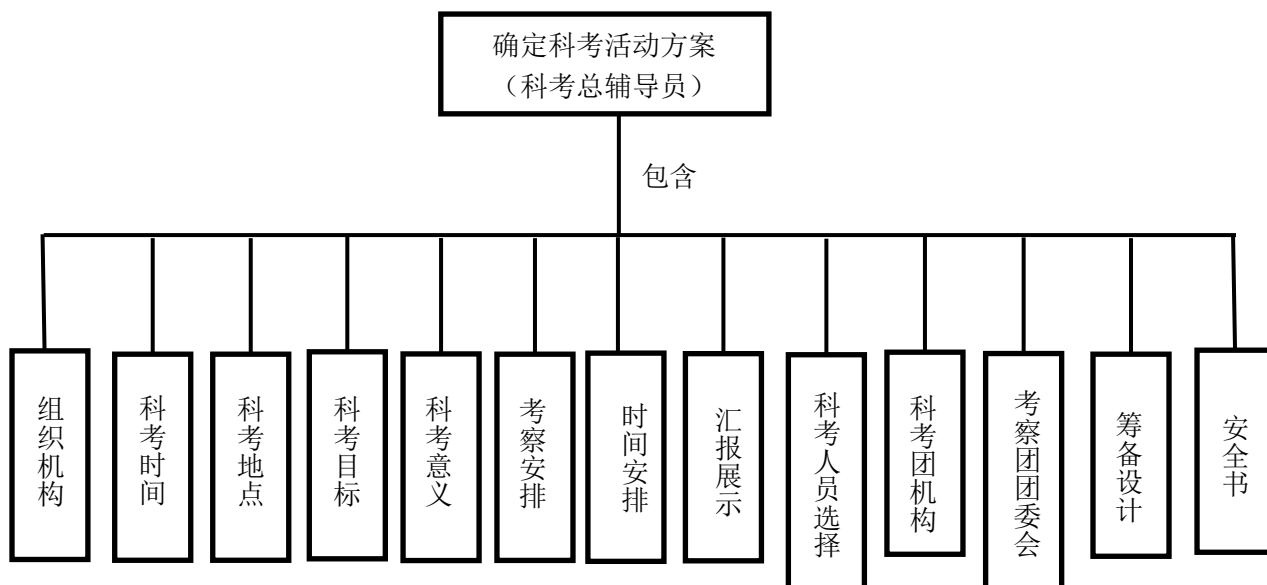 确定科考活动方案
（科考总辅导员）
包含
组织机构
科考时间
科考地点
科考目标
科考意义
考察安排
时间安排
汇报展示
科考人员选择
科考团机构
考察团团委会
筹备设计
安全书